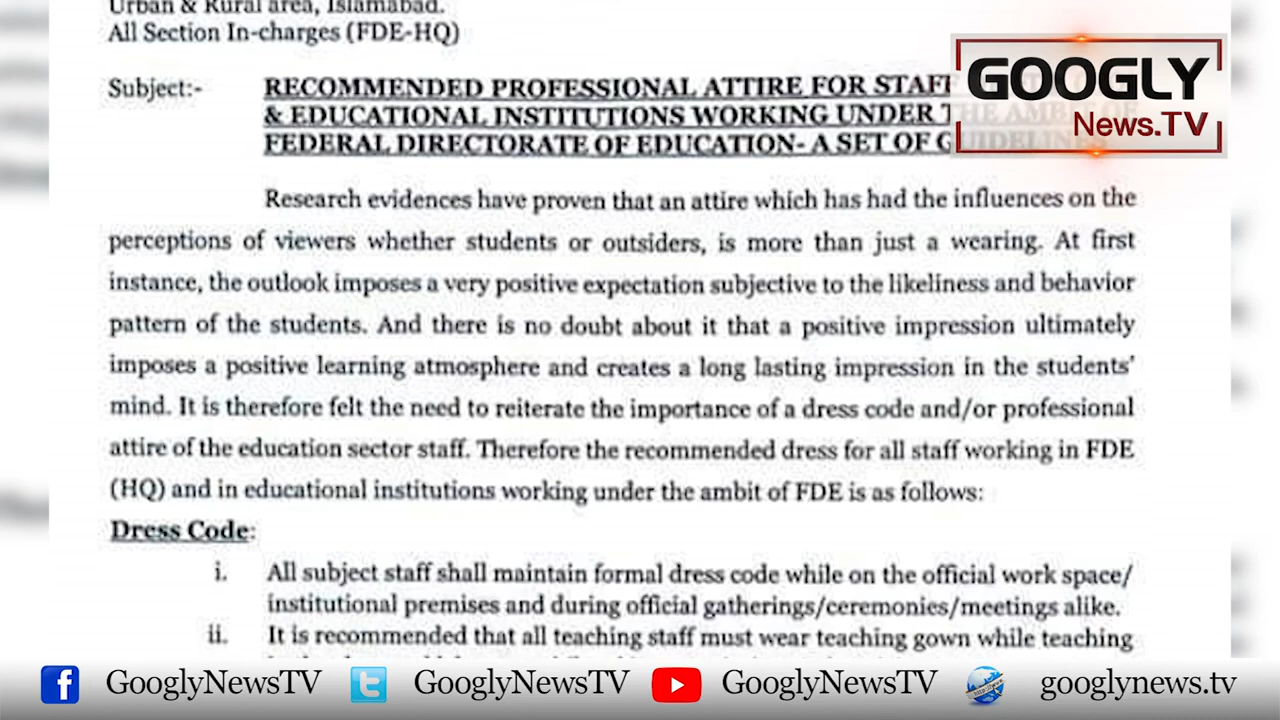 Urban & Rural area, Islamabad.
All Section In-charges (FDE-HQ)
GOOGLY
News.TV
Subject:- RECOMMENDED PROFESSIONAL ATTIRE FOR STAFF
& EDUCATIONAL INSTITUTIONS WORKING UNDER THE AMBIT OF
FEDERAL DIRECTORATE OF EDUCATION- A SET OF GUIDELINES
Research evidences have proven that an attire which has had the influences on the
perceptions of viewers whether students or outsiders, is more than just a wearing. At first
instance, the outlook imposes a very positive expectation subjective to the likeliness and behavior
pattern of the students. And there is no doubt about it that a positive impression ultimately
imposes a positive learning atmosphere and creates a long lasting impression in the students'
mind. It is therefore felt the need to reiterate the importance of a dress code and/or professional
attire of the education sector staff. Therefore the recommended dress for all staff working in FDE
(HQ) and in educational institutions working under the ambit of FDE is as follows:
Dress Code:
i. All subject staff shall maintain formal dress code while on the official work space/
institutional premises and during official gatherings/ceremonies/meetings alike.
ii. It is recommended that all teaching staff must wear teaching gown while teaching
GooglyNewsTV GooglyNewsTV GooglyNewsTV googlynews.tv